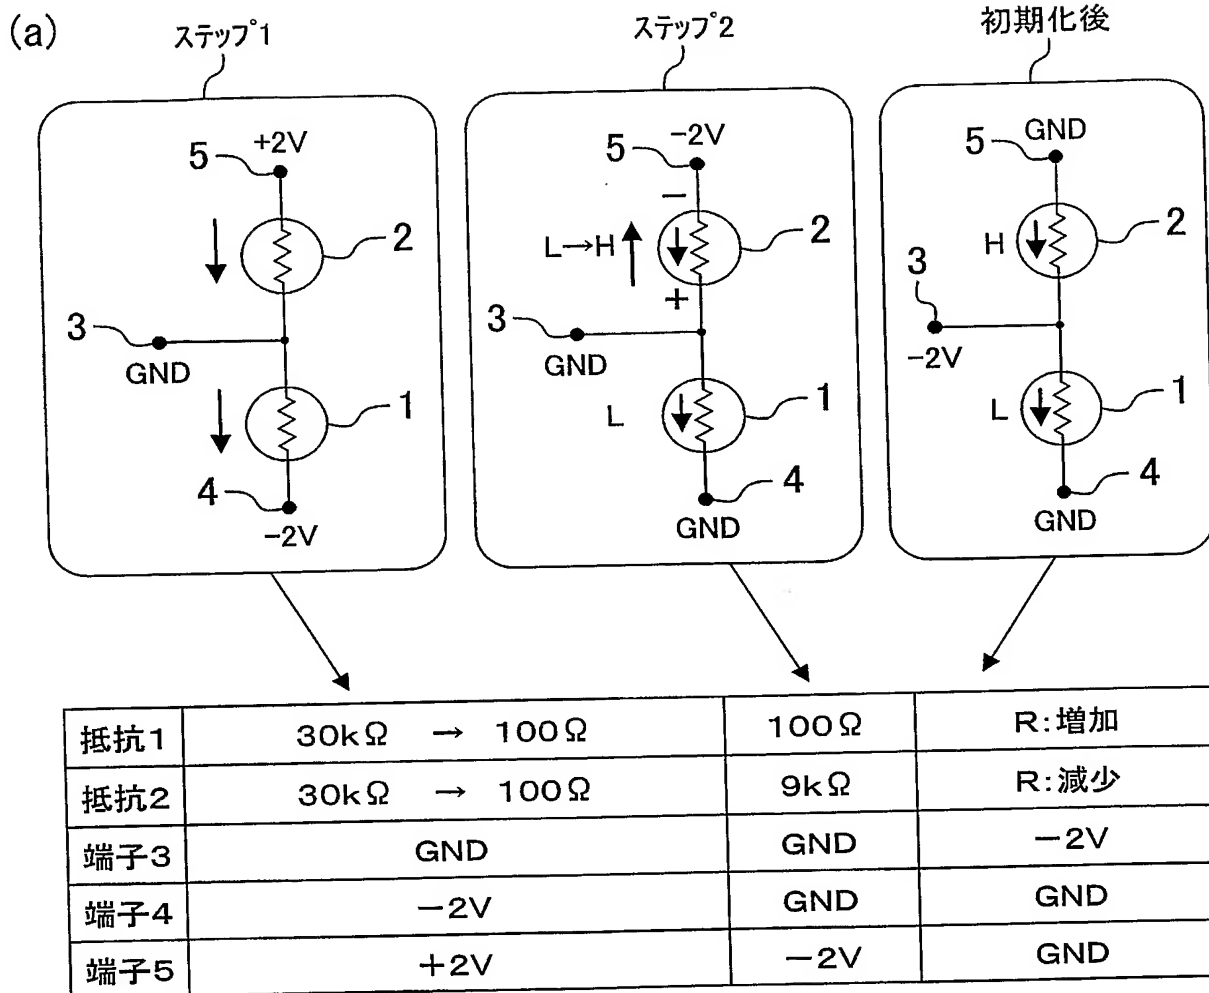 (a)
ステップ1
ステップ2
初期化後
5
+2V
2
3
GND
1
4
-2V
5
-2V
−
L→H
2
+
3
GND
L
1
4
GND
5
GND
H
2
3
-2V
L
1
4
GND
抵抗1 30kΩ → 100Ω 100Ω R:増加
抵抗2 30kΩ → 100Ω 9kΩ R:減少
端子3 GND GND −2V
端子4 −2V GND GND
端子5 +2V −2V GND